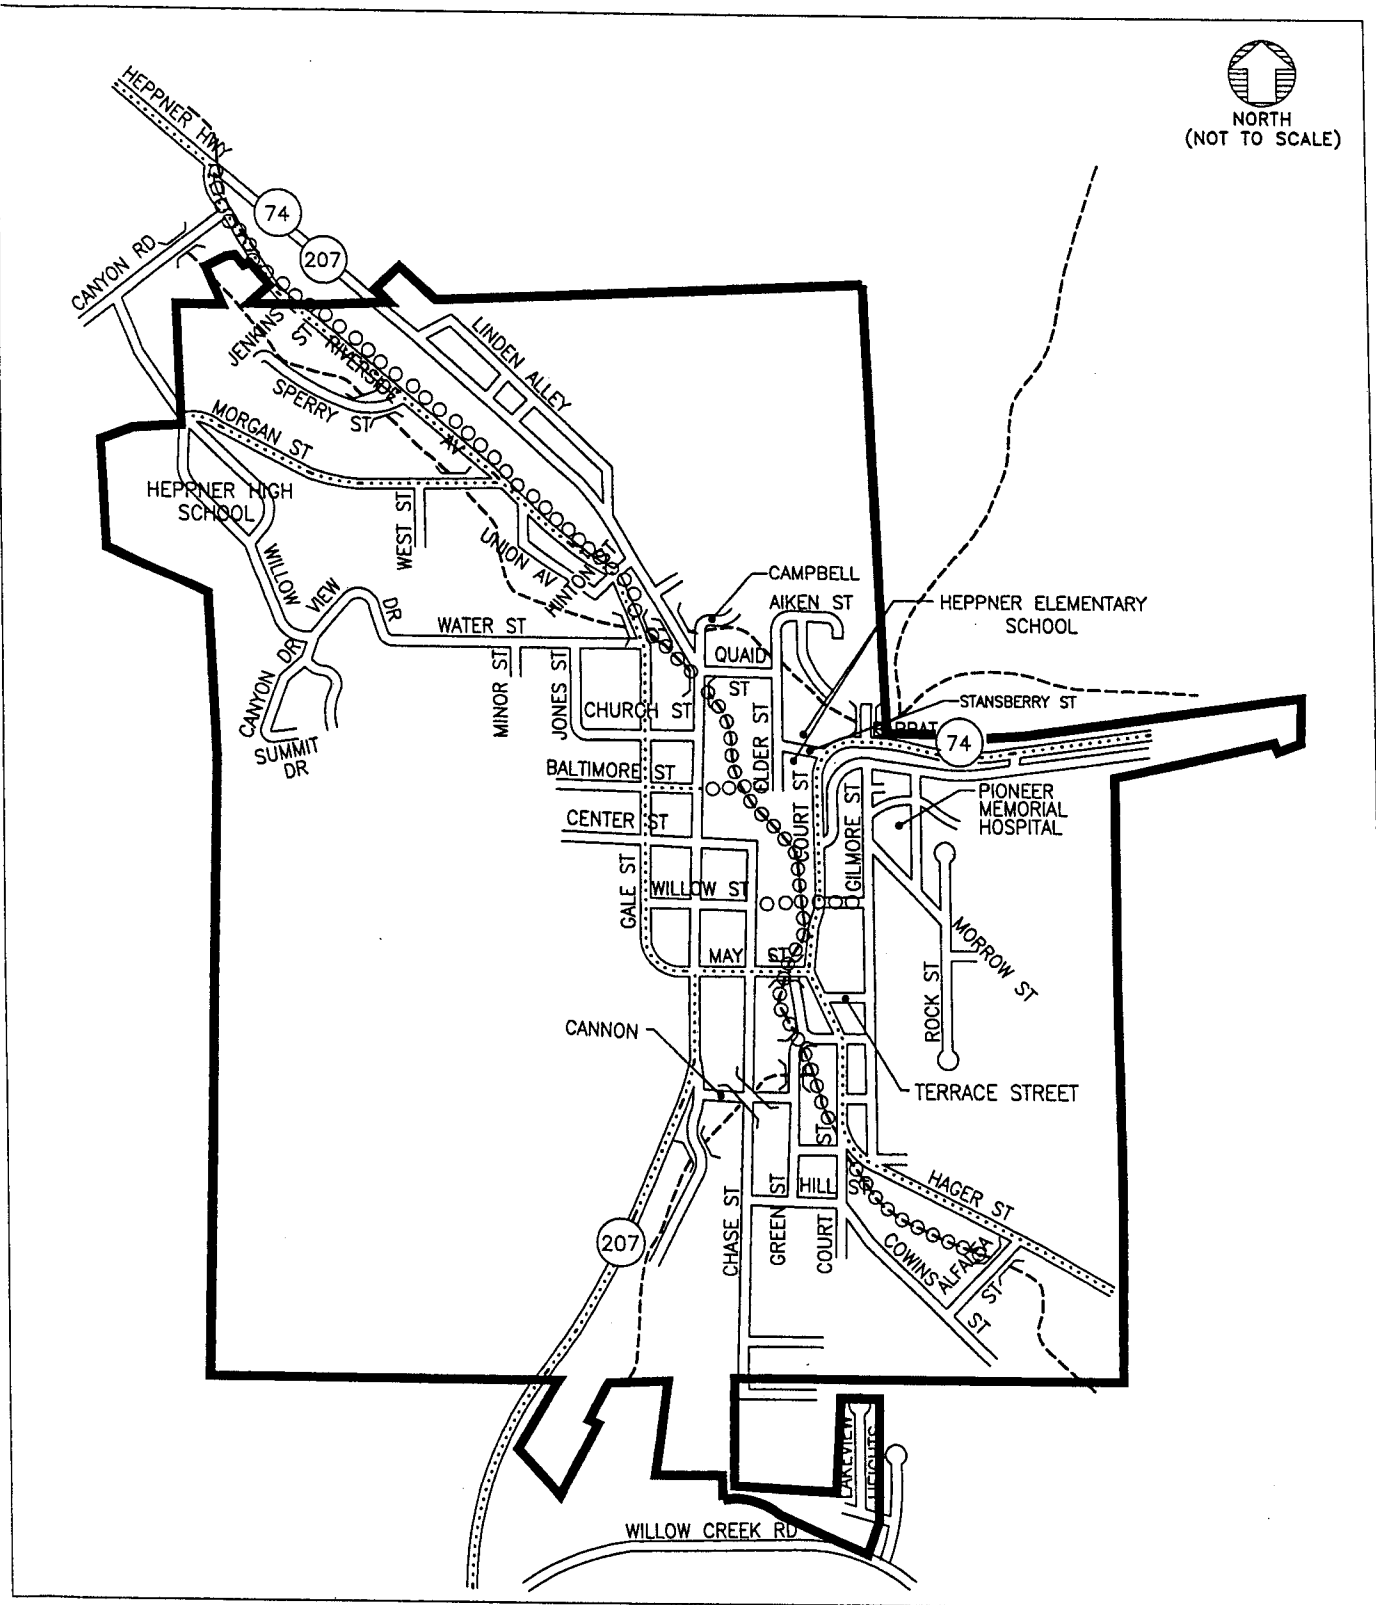 NORTH
(NOT TO SCALE)
HEPPNER HWY
74
207
CANYON RD
LINDEN ALLEY
JENKINS
ST
RIVERSIDE
AV
SPERRY
ST
MORGAN ST
HEPPNER HIGH
SCHOOL
WEST ST
UNION AV
HINTON ST
WILLOW
VIEW
DR
CAMPBELL
AIKEN ST
HEPPNER ELEMENTARY
SCHOOL
WATER ST
QUAID
ST
CANYON DR
SUMMIT
DR
MINOR ST
JONES ST
CHURCH ST
ELDER ST
STANSBERRY ST
74
BALTIMORE ST
COURT ST
GILMORE ST
PIONEER
MEMORIAL
HOSPITAL
CENTER ST
GALE ST
WILLOW ST
MORROW ST
MAY ST
ROCK ST
CANNON
TERRACE STREET
ST
HILL ST
HAGER ST
CHASE ST
GREEN ST
COURT
207
COWINS
ST
ALFALFA
ST
LAKEVIEW
HEIGHTS
WILLOW CREEK RD